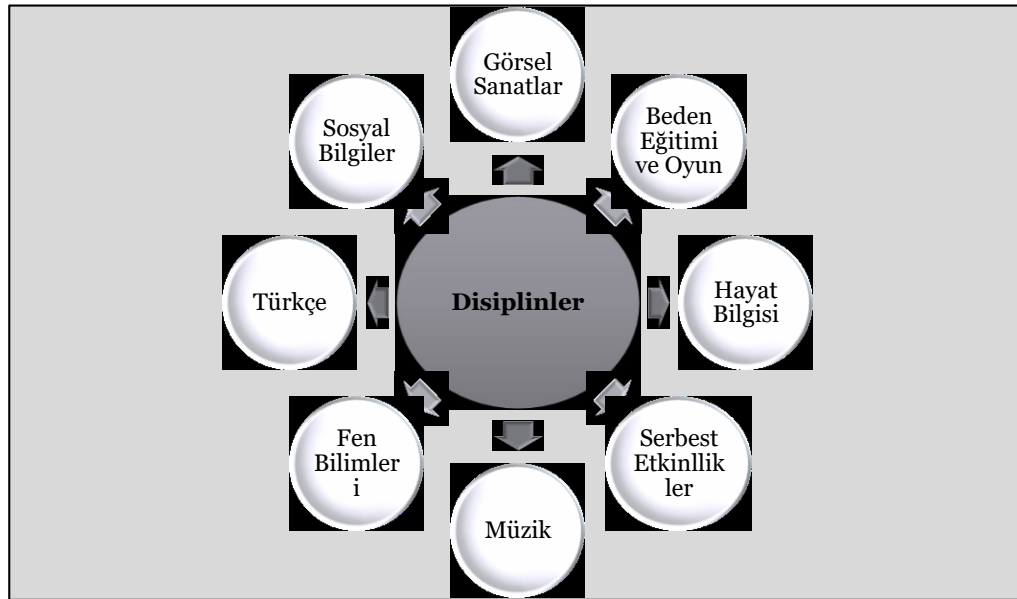 Görsel
Sanatlar
Beden
Eğitimi
ve Oyun
Hayat
Bilgisi
Serbest
Etkinllik
ler
Müzik
Fen
Bilimler
i
Türkçe
Sosyal
Bilgiler
Disiplinler